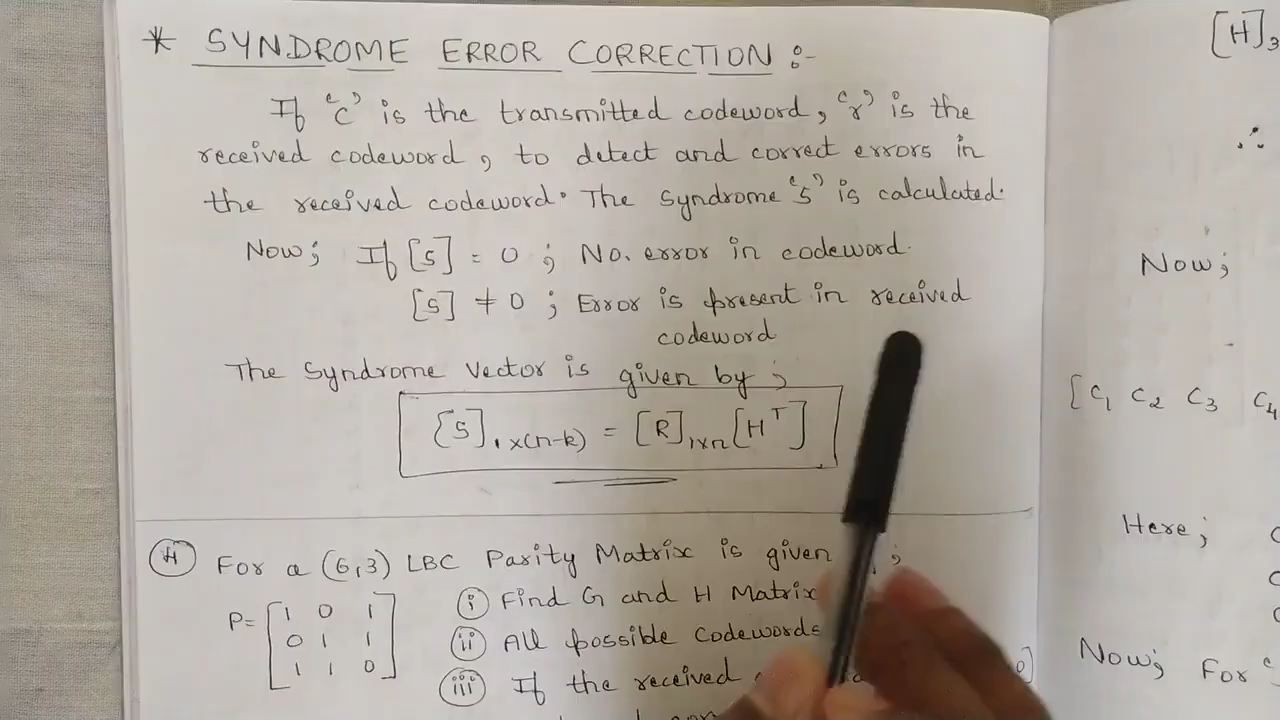 * SYNDROME ERROR CORRECTION :-
If 'C' is the transmitted codeword, 'r' is the
received codeword, to detect and correct errors in
the received codeword. The Syndrome 'S' is calculated.
Now; If [S] = 0 ; No. error in codeword.
[S] ≠ 0 ; Error is present in received
codeword
The Syndrome Vector is given by ;
[S]1×(n-k) = [R]1×n [H^T]
(H) For a (6,3) LBC Parity Matrix is given ;
P= [1 0 1
0 1 1
1 1 0]
(i) Find G and H Matrix
(ii) All possible Codewords
(iii) If the received
[H]3
∴
Now;
[C1 C2 C3 C4
Here;
Now; For